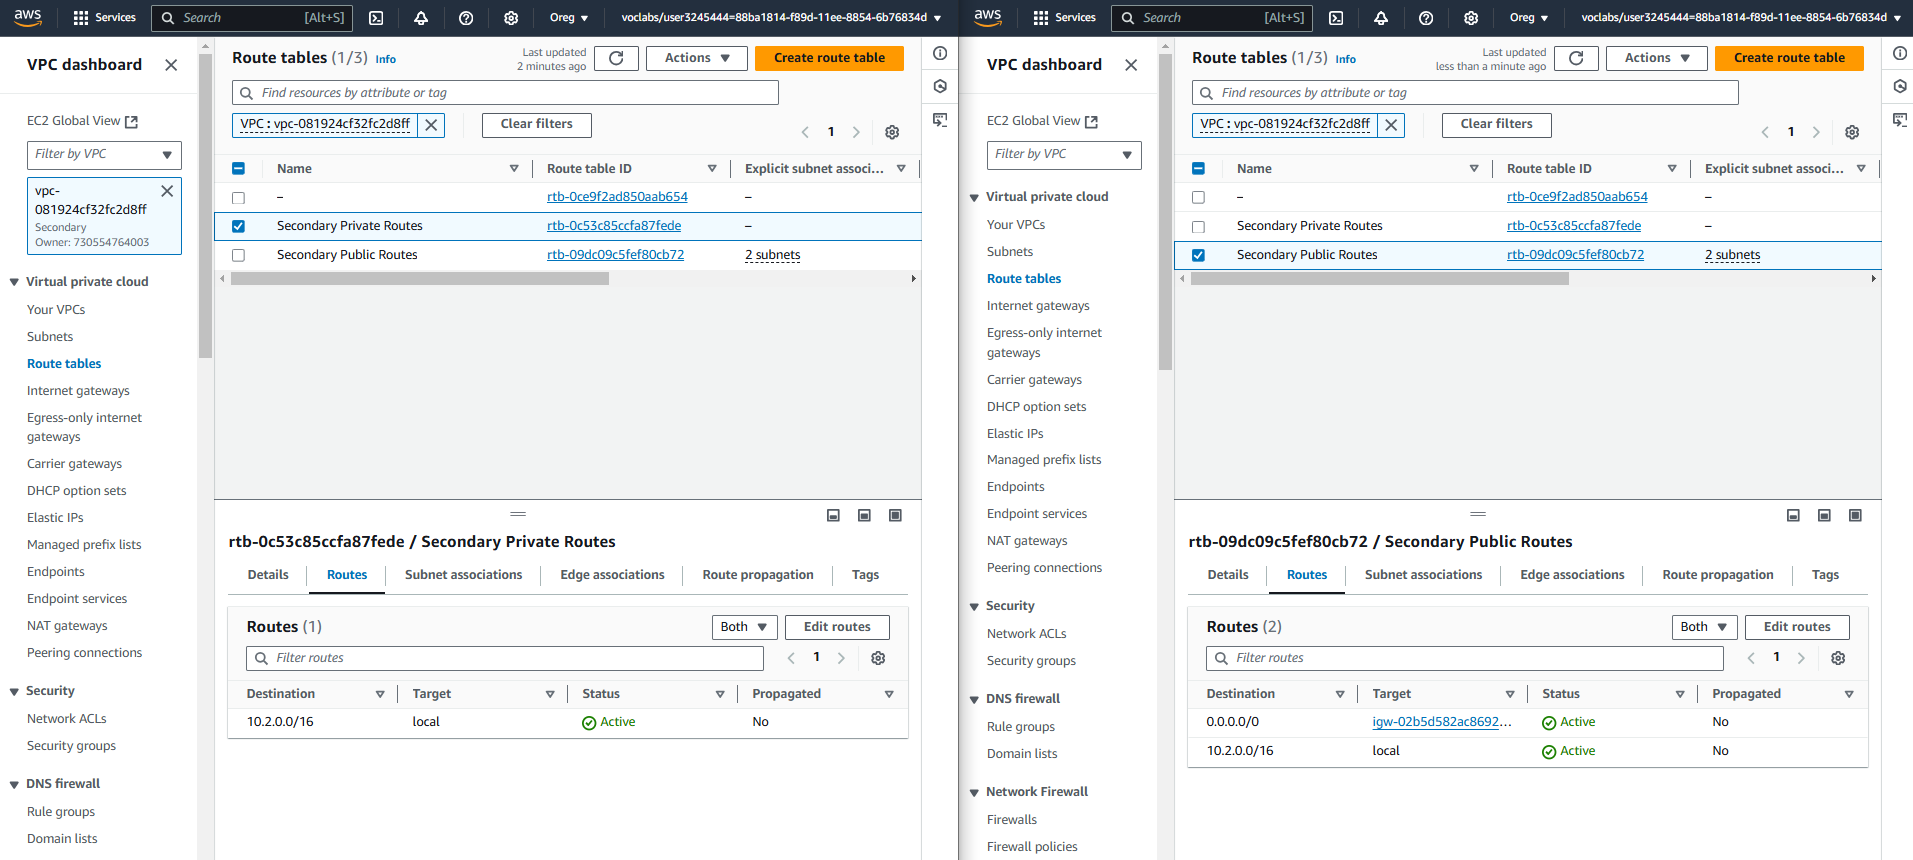 aws
Services
Search
[Alt+S]
Oreg
voclabs/user3245444=88ba1814-f89d-11ee-8854-6b76834d
VPC dashboard
EC2 Global View
Filter by VPC
vpc-
081924cf32fc2d8ff
Secondary
Owner: 730554764003
Virtual private cloud
Your VPCs
Subnets
Route tables
Internet gateways
Egress-only internet
gateways
Carrier gateways
DHCP option sets
Elastic IPs
Managed prefix lists
Endpoints
Endpoint services
NAT gateways
Peering connections
Security
Network ACLs
Security groups
DNS firewall
Rule groups
Domain lists
Route tables (1/3) Info
Last updated
2 minutes ago
Actions
Create route table
Find resources by attribute or tag
VPC : vpc-081924cf32fc2d8ff
Clear filters
1
Name Route table ID Explicit subnet associ...
– rtb-0ce9f2ad850aab654 –
Secondary Private Routes rtb-0c53c85ccfa87fede –
Secondary Public Routes rtb-09dc09c5fef80cb72 2 subnets
rtb-0c53c85ccfa87fede / Secondary Private Routes
Details Routes Subnet associations Edge associations Route propagation Tags
Routes (1)
Both
Edit routes
Filter routes
1
Destination Target Status Propagated
10.2.0.0/16 local Active No
aws
Services
Search
[Alt+S]
Oreg
voclabs/user3245444=88ba1814-f89d-11ee-8854-6b76834d
VPC dashboard
EC2 Global View
Filter by VPC
Virtual private cloud
Your VPCs
Subnets
Route tables
Internet gateways
Egress-only internet
gateways
Carrier gateways
DHCP option sets
Elastic IPs
Managed prefix lists
Endpoints
Endpoint services
NAT gateways
Peering connections
Security
Network ACLs
Security groups
DNS firewall
Rule groups
Domain lists
Network Firewall
Firewalls
Firewall policies
Route tables (1/3) Info
Last updated
less than a minute ago
Actions
Create route table
Find resources by attribute or tag
VPC : vpc-081924cf32fc2d8ff
Clear filters
1
Name Route table ID Explicit subnet associ...
– rtb-0ce9f2ad850aab654 –
Secondary Private Routes rtb-0c53c85ccfa87fede –
Secondary Public Routes rtb-09dc09c5fef80cb72 2 subnets
rtb-09dc09c5fef80cb72 / Secondary Public Routes
Details Routes Subnet associations Edge associations Route propagation Tags
Routes (2)
Both
Edit routes
Filter routes
1
Destination Target Status Propagated
0.0.0.0/0 igw-02b5d582ac8692... Active No
10.2.0.0/16 local Active No